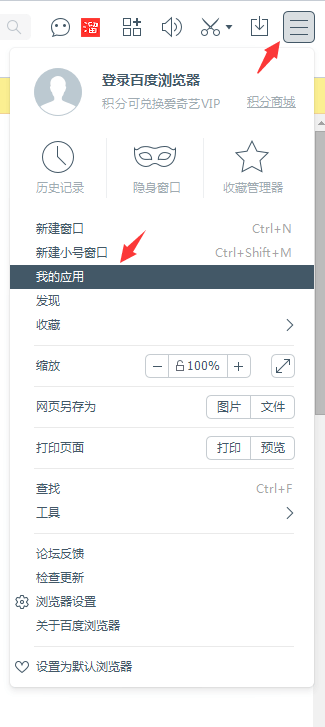 溜
登录百度浏览器
积分可兑换爱奇艺VIP 积分商城
历史记录 隐身窗口 收藏管理器
新建窗口 Ctrl+N
新建小号窗口 Ctrl+Shift+M
我的应用
发现
收藏
缩放 100%
网页另存为 图片 文件
打印页面 打印 预览
查找 Ctrl+F
工具
论坛反馈
检查更新
浏览器设置
关于百度浏览器
设置为默认浏览器